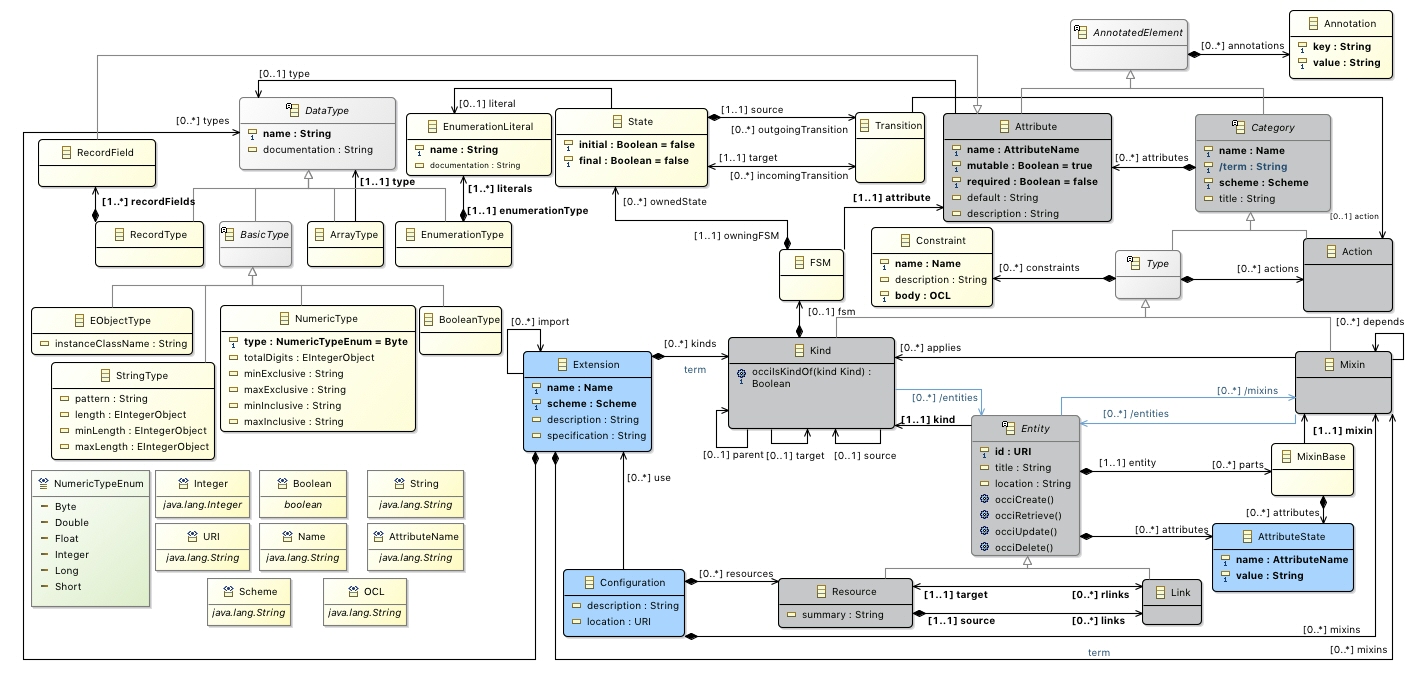 AnnotatedElement
[0..*] annotations
Annotation
key : String
value : String
[0..1] type
DataType
name : String
documentation : String
[0..*] types
[0..1] literal
EnumerationLiteral
name : String
documentation : String
State
initial : Boolean = false
final : Boolean = false
[1..1] source
[0..*] outgoingTransition
[1..1] target
[0..*] incomingTransition
Transition
Attribute
name : AttributeName
mutable : Boolean = true
required : Boolean = false
default : String
description : String
[0..*] attributes
Category
name : Name
/term : String
scheme : Scheme
title : String
RecordField
[1..*] recordFields
[1..1] type
[1..*] literals
[1..1] enumerationType
[0..*] ownedState
[1..1] attribute
[0..1] action
RecordType
BasicType
ArrayType
EnumerationType
[1..1] owningFSM
FSM
[0..1] fsm
Constraint
name : Name
description : String
body : OCL
[0..*] constraints
Type
[0..*] actions
Action
EObjectType
instanceClassName : String
NumericType
type : NumericTypeEnum = Byte
totalDigits : EIntegerObject
minExclusive : String
maxExclusive : String
minInclusive : String
maxInclusive : String
BooleanType
StringType
pattern : String
length : EIntegerObject
minLength : EIntegerObject
maxLength : EIntegerObject
[0..*] import
Extension
name : Name
scheme : Scheme
description : String
specification : String
[0..*] kinds
term
Kind
occiIsKindOf(kind Kind) :
Boolean
[0..*] applies
[0..*] depends
Mixin
[0..*] /entities
[0..*] /mixins
[0..*] /entities
[1..1] kind
[0..1] parent
[0..1] target
[0..*] source
Entity
id : URI
title : String
location : String
occiCreate()
occiRetrieve()
occiUpdate()
occiDelete()
[1..1] mixin
MixinBase
[1..1] entity
[0..*] parts
[0..*] attributes
[0..*] attributes
AttributeState
name : AttributeName
value : String
[0..*] use
NumericTypeEnum
Byte
Double
Float
Integer
Long
Short
Integer
java.lang.Integer
Boolean
boolean
String
java.lang.String
URI
java.lang.String
Name
java.lang.String
AttributeName
java.lang.String
Scheme
java.lang.String
OCL
java.lang.String
Configuration
description : String
location : URI
[0..*] resources
Resource
summary : String
[1..1] target
[0..*] rlinks
[1..1] source
[0..*] links
Link
[0..*] mixins
[0..*] mixins
term